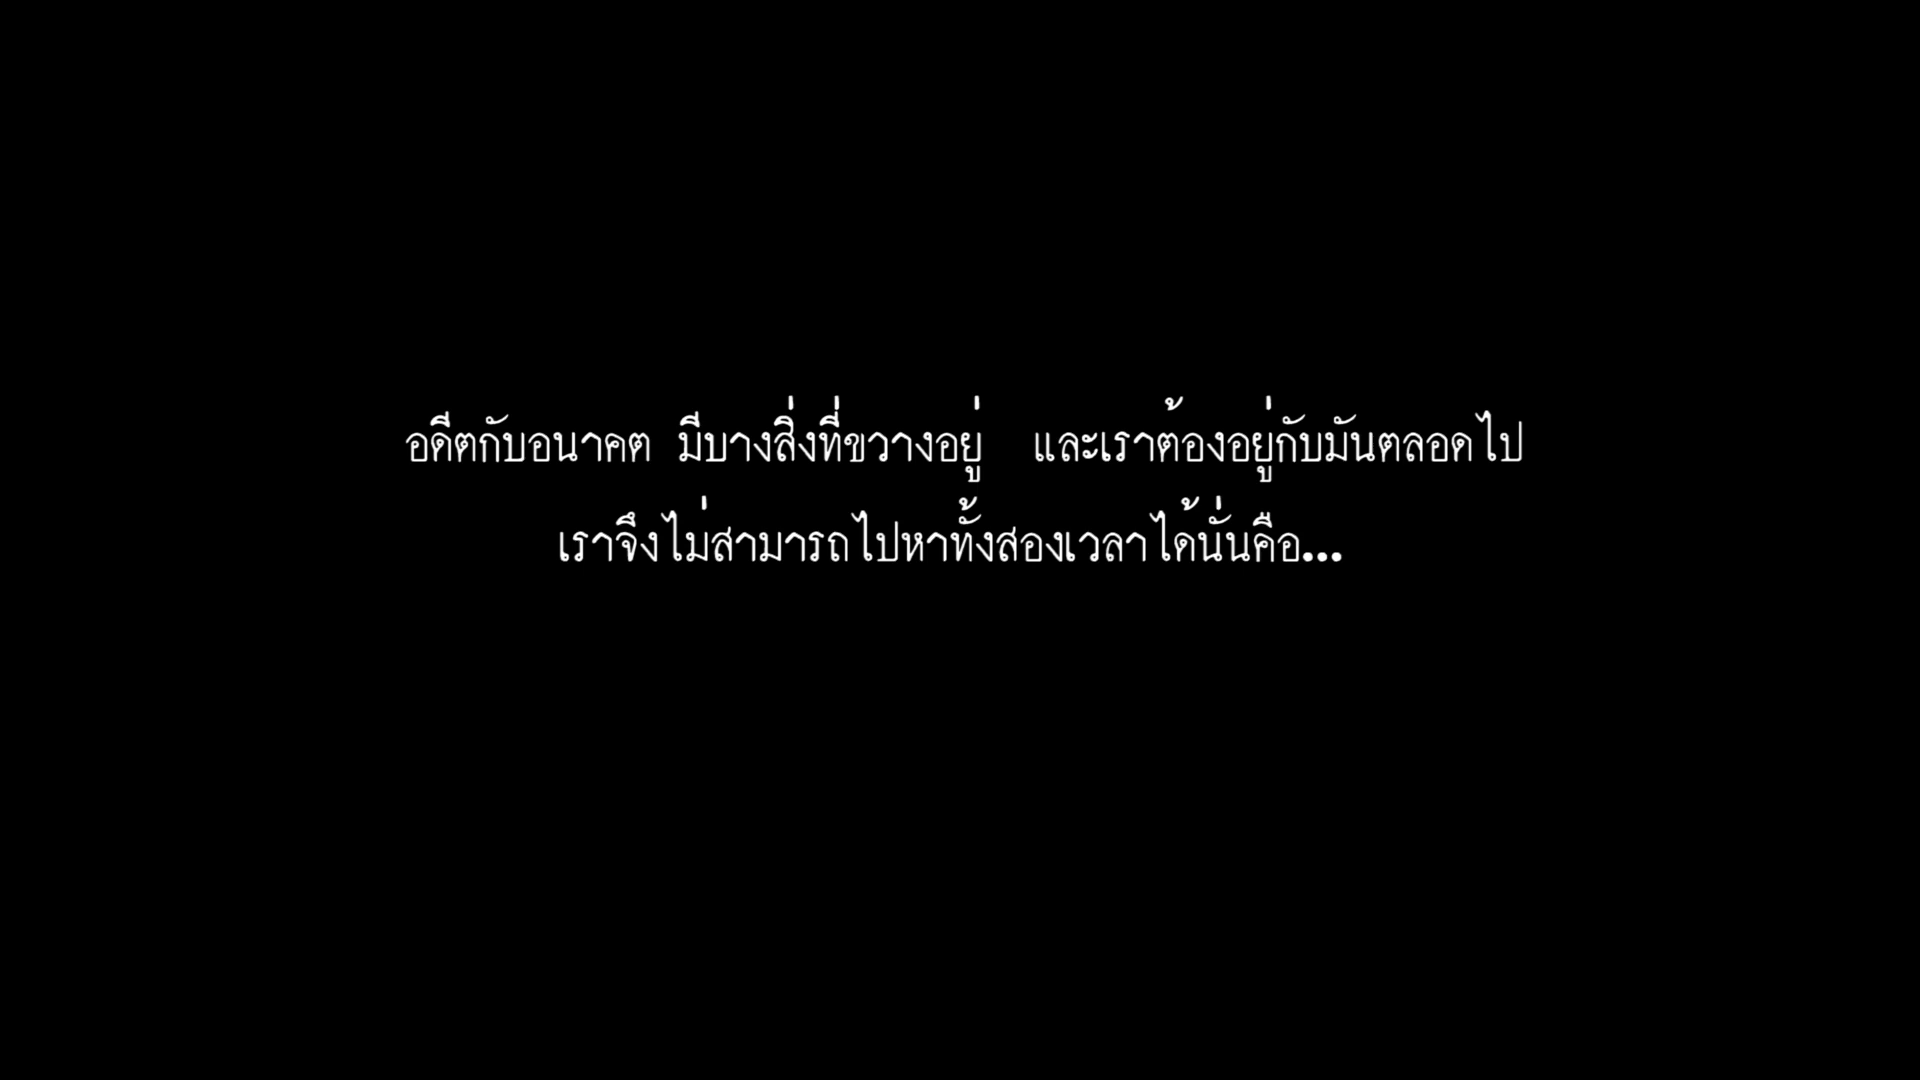 อดีตกับอนาคต มีบางสิ่งที่ขวางอยู่ และเราต้องอยู่กับมันตลอดไป
เราจึงไม่สามารถไปหาทั้งสองเวลาได้นั่นคือ...